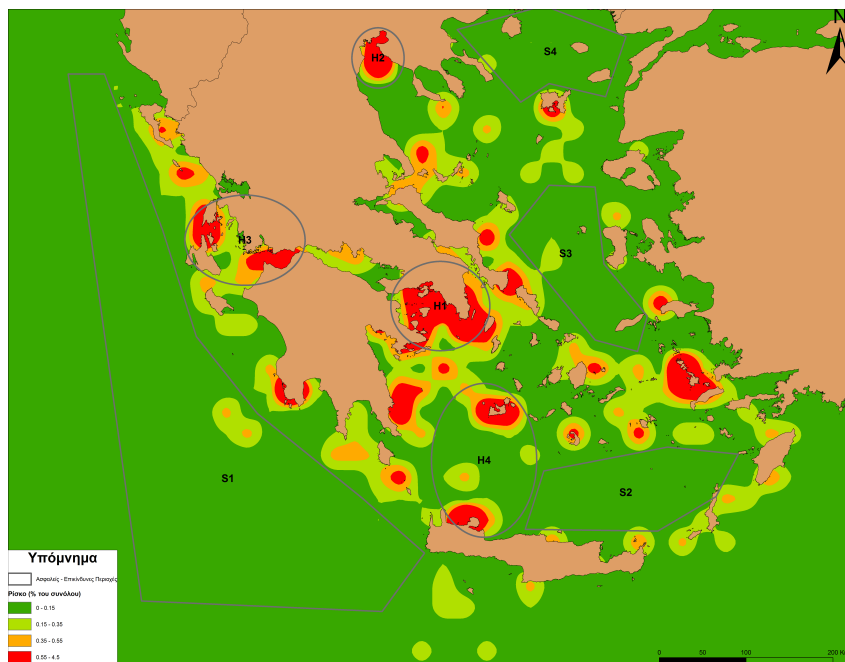 N
S4
H2
H3
S3
H1
H4
S1
S2
Υπόμνημα
Ασφαλείς - Επικίνδυνες Περιοχές
Ρίσκο (% του συνόλου)
0 - 0.15
0.15 - 0.35
0.35 - 0.55
0.55 - 4.5
0 50 100 200